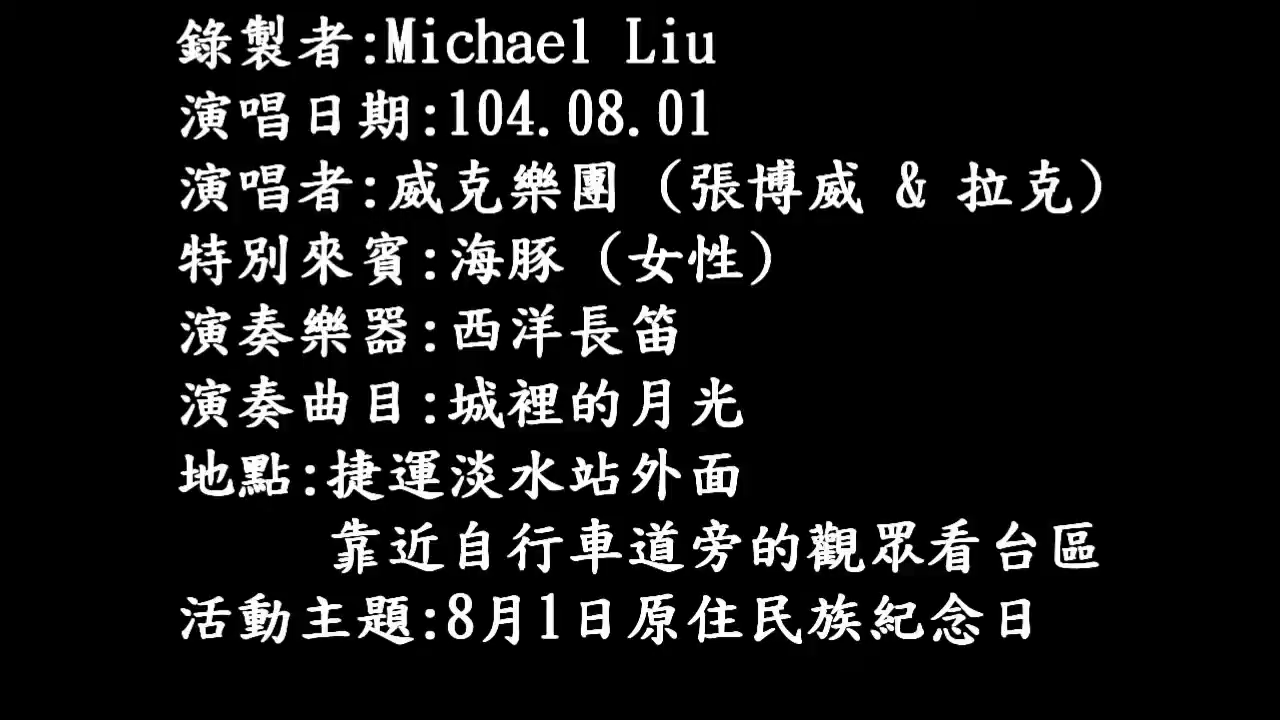 錄製者:Michael Liu
演唱日期:104.08.01
演唱者:威克樂團 (張博威 & 拉克)
特別來賓:海豚 (女性)
演奏樂器:西洋長笛
演奏曲目:城裡的月光
地點:捷運淡水站外面
靠近自行車道旁的觀眾看台區
活動主題:8月1日原住民族紀念日